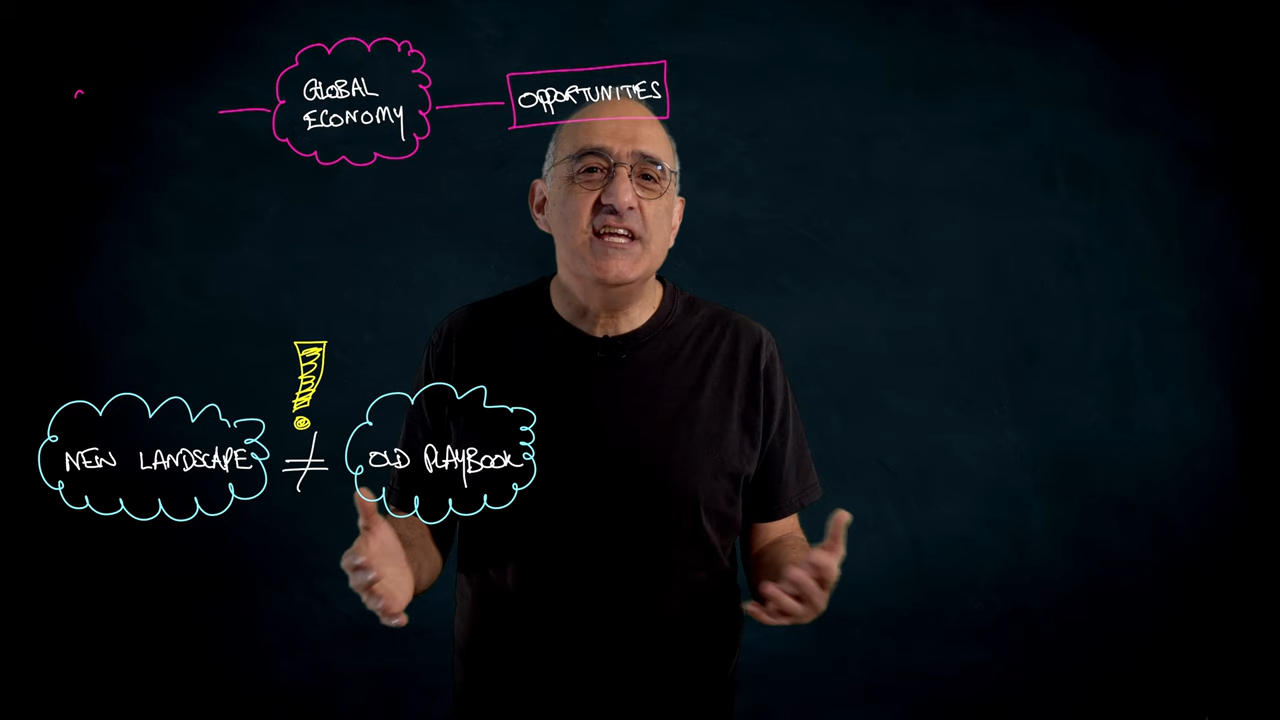 GLOBAL
ECONOMY
OPPORTUNITIES
!
NEW LANDSCAPE ≠ OLD PLAYBOOK